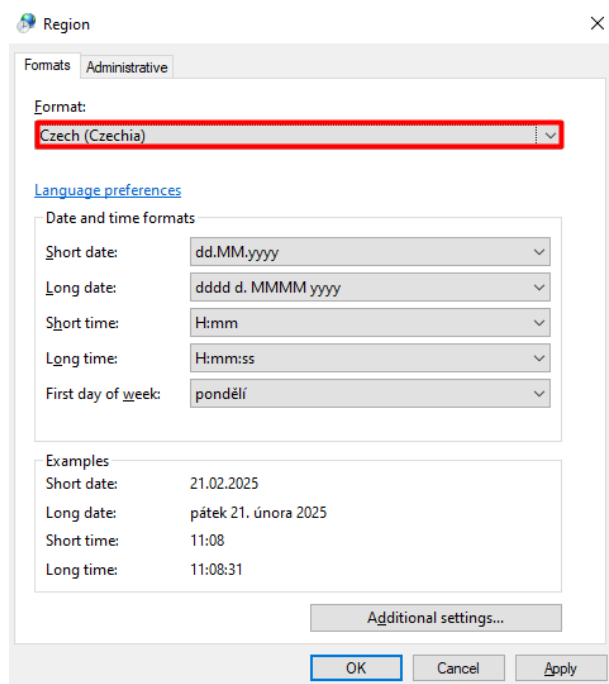 Region
Formats Administrative
Format:
Czech (Czechia)
Language preferences
Date and time formats
Short date: dd.MM.yyyy
Long date: dddd d. MMMM yyyy
Short time: H:mm
Long time: H:mm:ss
First day of week: pondělí
Examples
Short date: 21.02.2025
Long date: pátek 21. února 2025
Short time: 11:08
Long time: 11:08:31
Additional settings...
OK Cancel Apply